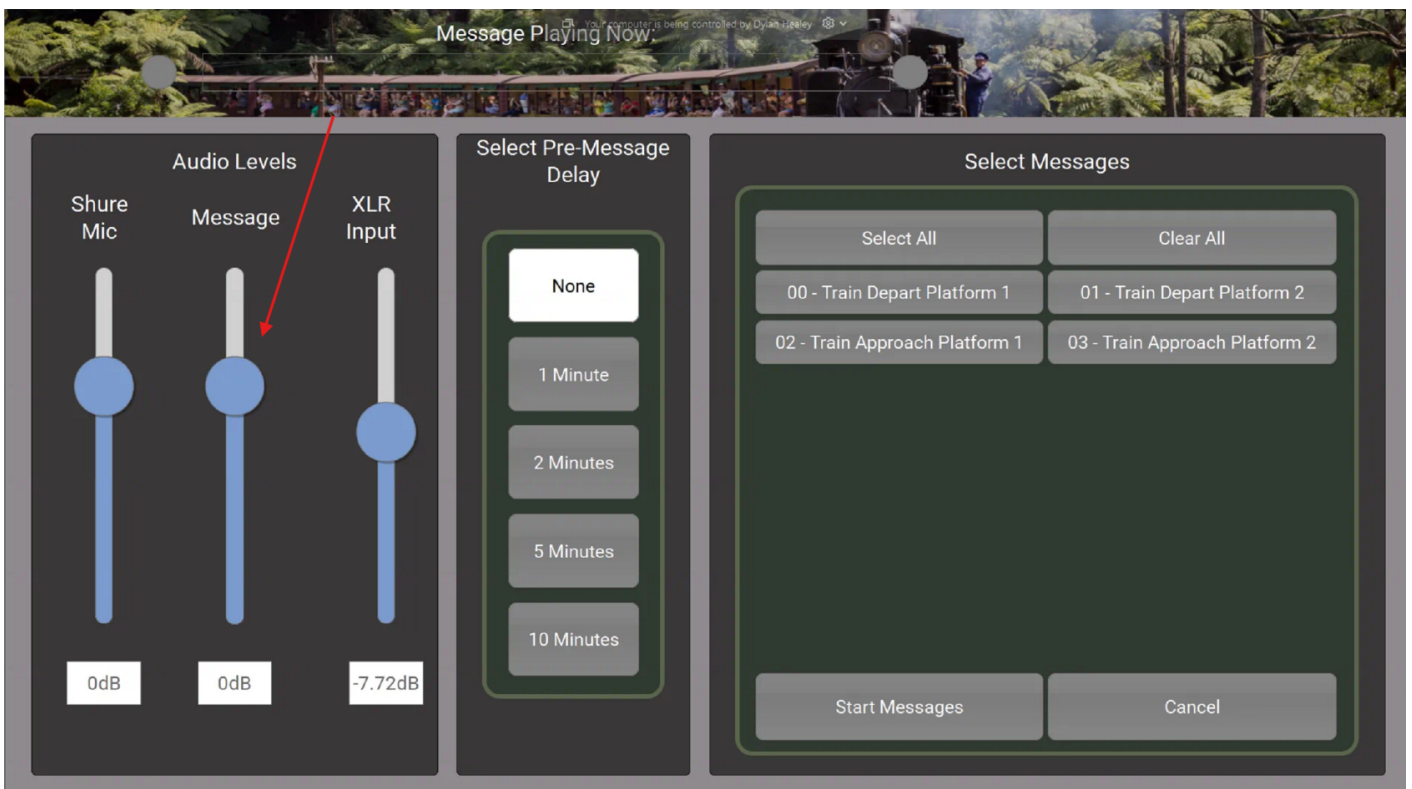 Your computer is being controlled by Dylan Healey
Message Playing Now:
Audio Levels
Shure
Mic
Message
XLR
Input
0dB
0dB
-7.72dB
Select Pre-Message
Delay
None
1 Minute
2 Minutes
5 Minutes
10 Minutes
Select Messages
Select All
Clear All
00 - Train Depart Platform 1
01 - Train Depart Platform 2
02 - Train Approach Platform 1
03 - Train Approach Platform 2
Start Messages
Cancel